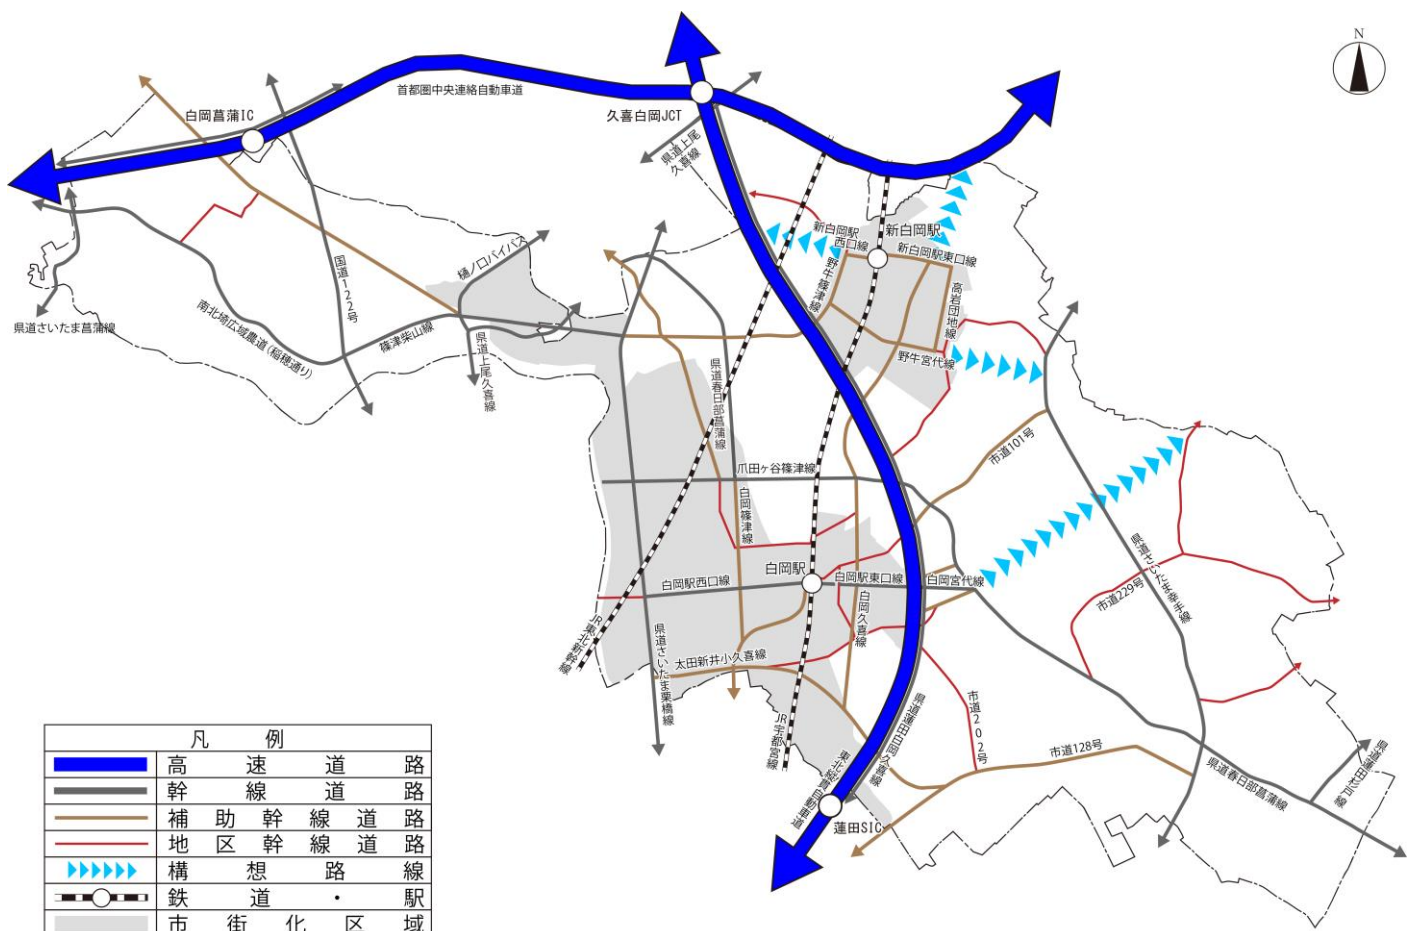 N
首都圏中央連絡自動車道
白岡菖蒲IC
久喜白岡JCT
県道上尾
久喜線
新白岡駅
西口線
新白岡駅
新白岡駅東口線
野牛篠津線
高岩団地線
野牛宮代線
樋ノ口バイパス
国道122号
県道さいたま菖蒲線
南北埼広域農道(稲穂通り)
篠津柴山線
県道上尾久喜線
県道春日部菖蒲線
爪田ヶ谷篠津線
白岡篠津線
市道101号
白岡駅
白岡駅西口線
白岡駅東口線
白岡宮代線
白岡久喜線
県道さいたま幸手線
市道229号
JR東北新幹線
県道さいたま栗橋線
太田新井小久喜線
JR宇都宮線
県道蓮田白岡久喜線
市道202号
市道128号
東北縦貫自動車道
蓮田SIC
県道春日部菖蒲線
県道蓮田杉戸線
凡例
高速道路
幹線道路
補助幹線道路
地区幹線道路
構想路線
鉄道・駅
市街化区域